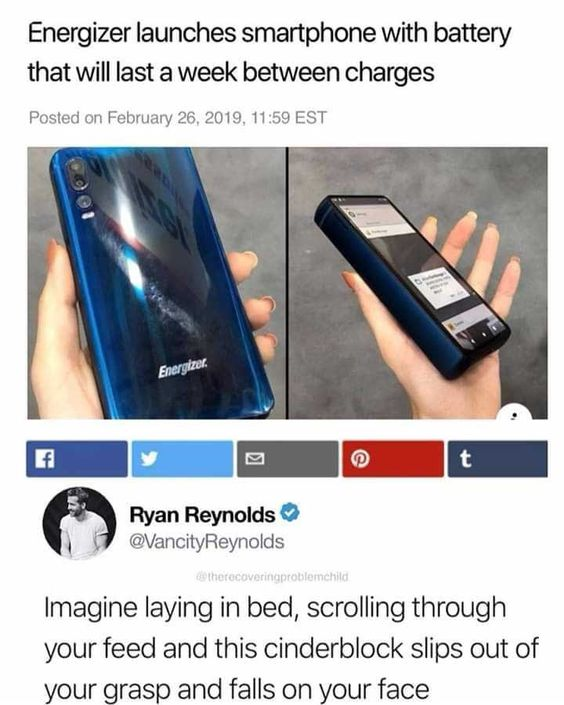 Energizer launches smartphone with battery
that will last a week between charges
Posted on February 26, 2019, 11:59 EST
Energizer.
f
t
Ryan Reynolds
@VancityReynolds
@therecoveringproblemchild
Imagine laying in bed, scrolling through
your feed and this cinderblock slips out of
your grasp and falls on your face